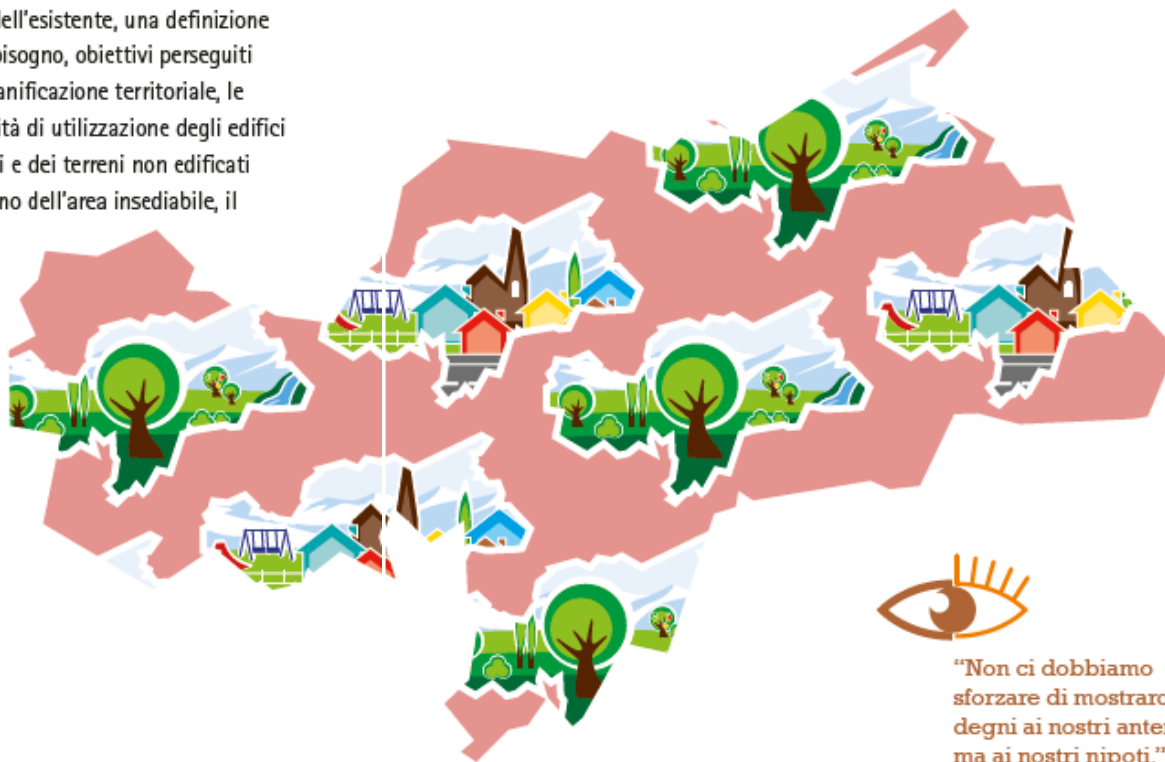 dell'esistente, una definizione
bisogno, obiettivi perseguiti
anificazione territoriale, le
ità di utilizzazione degli edifici
i e dei terreni non edificati
no dell'area insediabile, il
“Non ci dobbiamo
sforzare di mostrarc
degni ai nostri anter
ma ai nostri nipoti.”